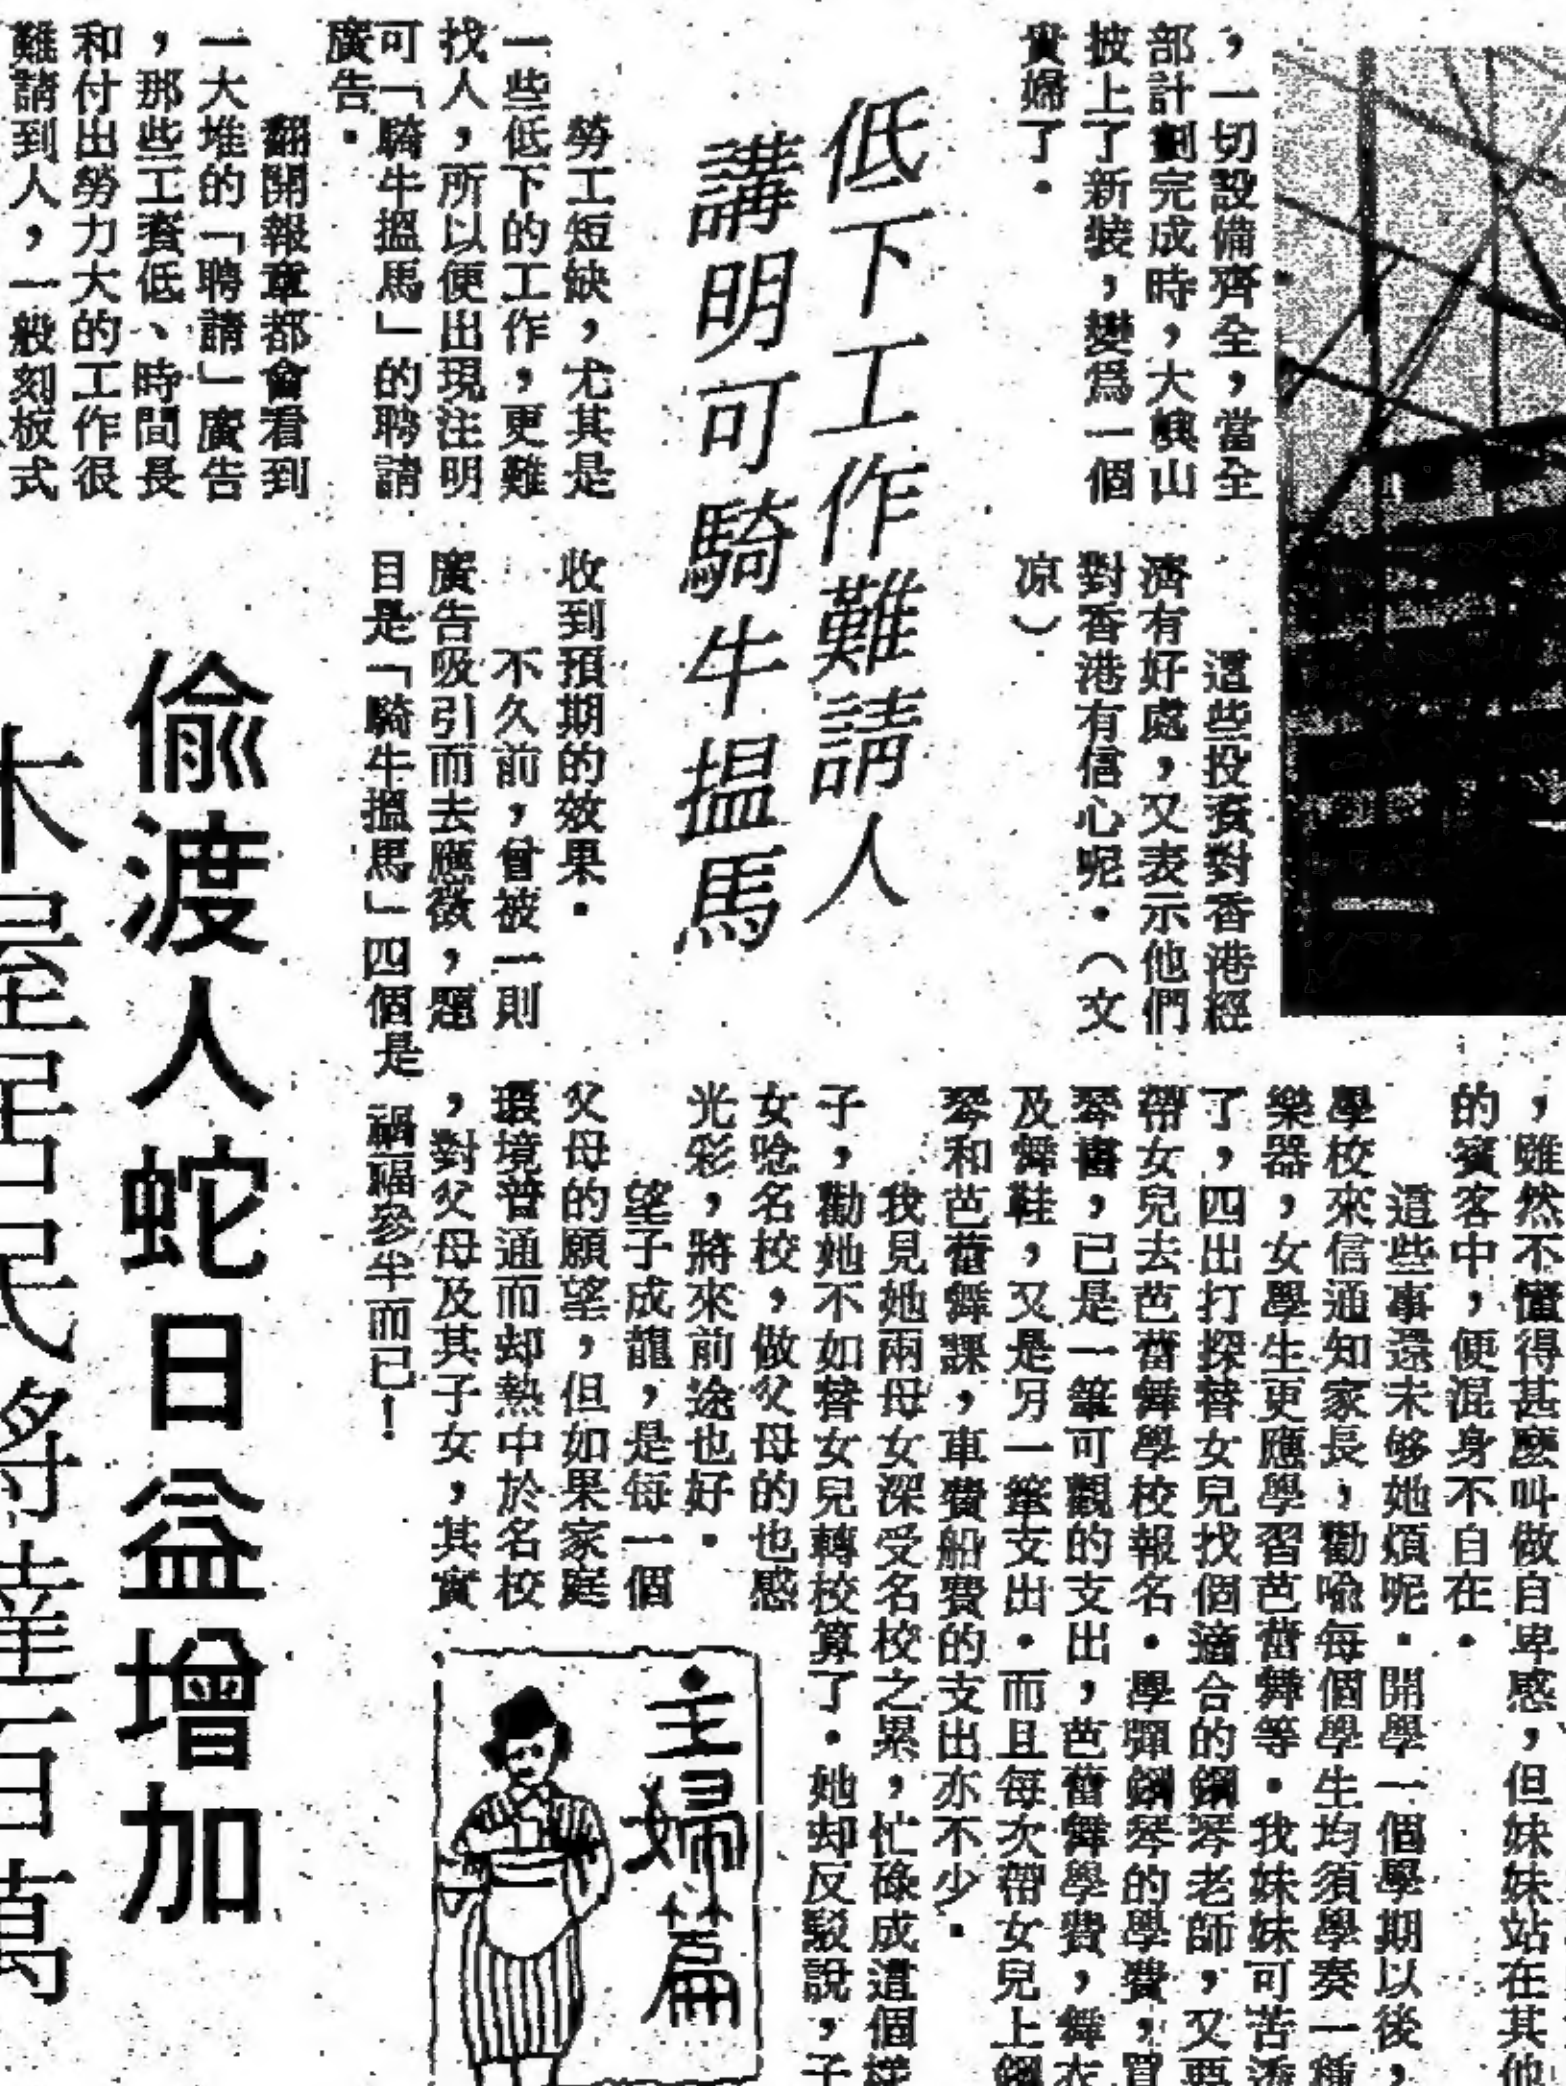 ，一切設備齊全，當全
部計劃完成時，大嶼山
披上了新裝，變為一個
貴婦了．
這些投資對香港經
濟有好處，又表示他們
對香港有信心呢．（文
凉）
低下工作難請人
講明可騎牛搵馬
勞工短缺，尤其是
一些低下的工作，更難
找人，所以便出現注明
可「騎牛搵馬」的聘請
廣告．
翻開報章都會看到
一大堆的「聘請」廣告
，那些工資低、時間長
和付出勞力大的工作很
難請到人，一般刻板式
收到預期的效果．
不久前，曾被一則
廣告吸引而去應徵，題
目是「騎牛搵馬」四個是
，雖然不懂得甚麽叫做自卑感，但妹妹站在其他
的賓客中，便混身不自在．
這些事還未够她煩呢．開學一個學期以後，
學校來信通知家長，勸喻每個學生均須學奏一種
樂器，女學生更應學習芭蕾舞等．我妹妹可苦
了，四出打探替女兒找個適合的鋼琴老師，又要
帶女兒去芭蕾舞學校報名．學彈鋼琴的學費，買
琴書，已是一筆可觀的支出，芭蕾舞學費，舞衣
及舞鞋，又是另一筆支出．而且每次帶女兒上鋼
琴和芭蕾舞課，車費船費的支出亦不少．
我見她兩母女深受名校之累，忙碌成這個樣
子，勸她不如替女兒轉校算了．她却反駁說，子
女唸名校，做父母的也感
光彩，將來前途也好．
望子成龍，是每一個
父母的願望，但如果家庭
環境普通而却熱中於名校
，對父母及其子女，其實
禍福參半而已！
主婦篇
偷渡人蛇日益增加
木屋居民將達百萬